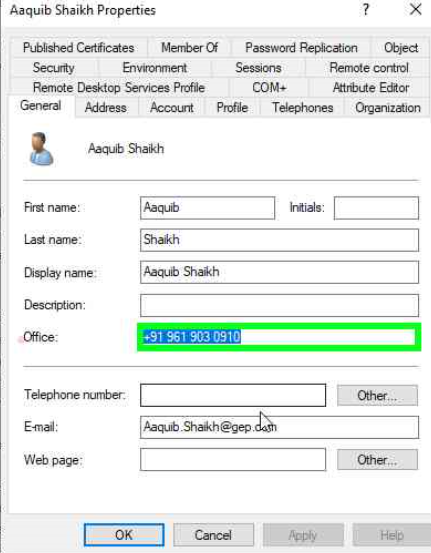 Aaquib Shaikh Properties ? ×
Published Certificates Member Of Password Replication Object
Security Environment Sessions Remote control
Remote Desktop Services Profile COM+ Attribute Editor
General Address Account Profile Telephones Organization
Aaquib Shaikh
First name: Aaquib Initials:
Last name: Shaikh
Display name: Aaquib Shaikh
Description:
Office: +91 961 903 0910
Telephone number: Other...
E-mail: Aaquib.Shaikh@gep.com
Web page: Other...
OK Cancel Apply Help